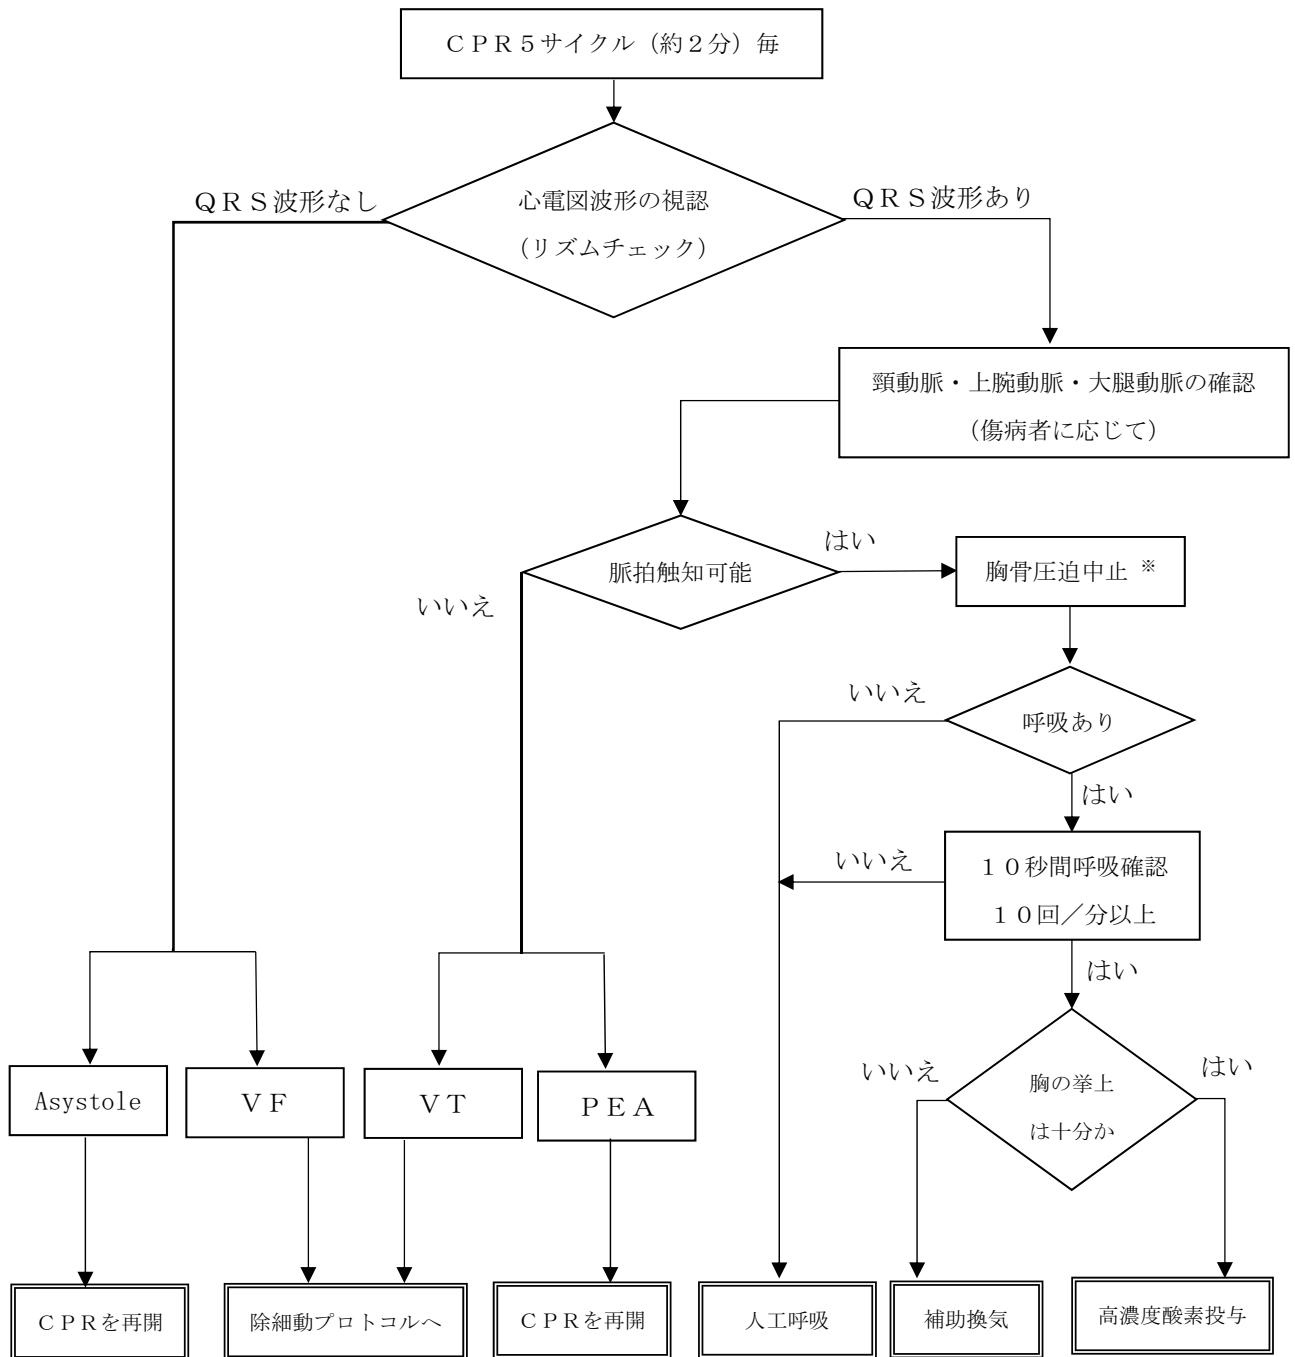 ＣＰＲ５サイクル（約２分）毎
心電図波形の視認
（リズムチェック）
ＱＲＳ波形なし
ＱＲＳ波形あり
頸動脈・上腕動脈・大腿動脈の確認
（傷病者に応じて）
脈拍触知可能
はい
いいえ
胸骨圧迫中止 ※
呼吸あり
いいえ
はい
１０秒間呼吸確認
１０回／分以上
いいえ
はい
胸の挙上
は十分か
いいえ
はい
Asystole
ＶＦ
ＶＴ
ＰＥＡ
ＣＰＲを再開
除細動プロトコルへ
ＣＰＲを再開
人工呼吸
補助換気
高濃度酸素投与